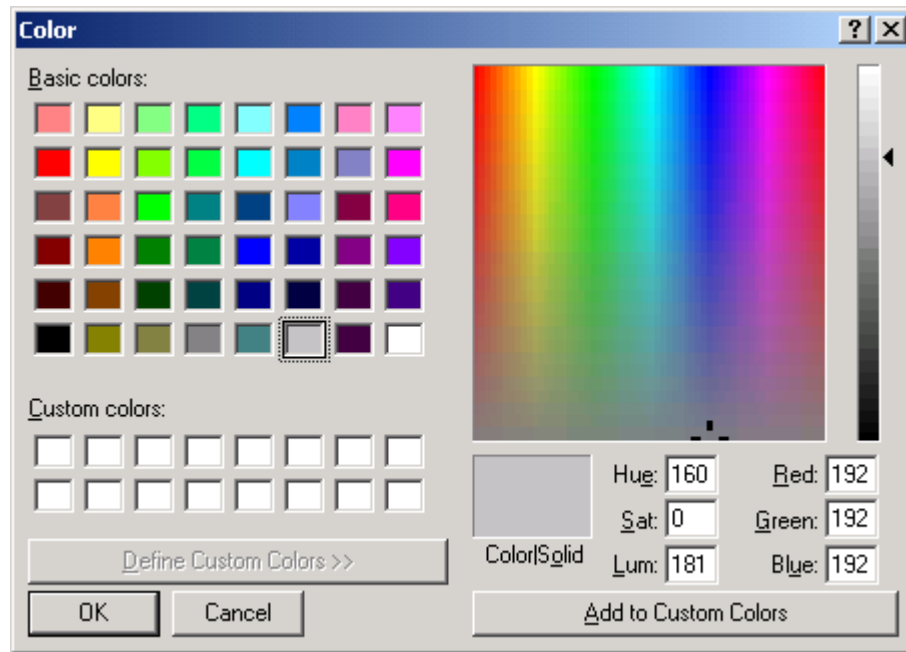 Color
Basic colors:
Custom colors:
Define Custom Colors >>
OK Cancel
Color|Solid
Hue: 160 Red: 192
Sat: 0 Green: 192
Lum: 181 Blue: 192
Add to Custom Colors